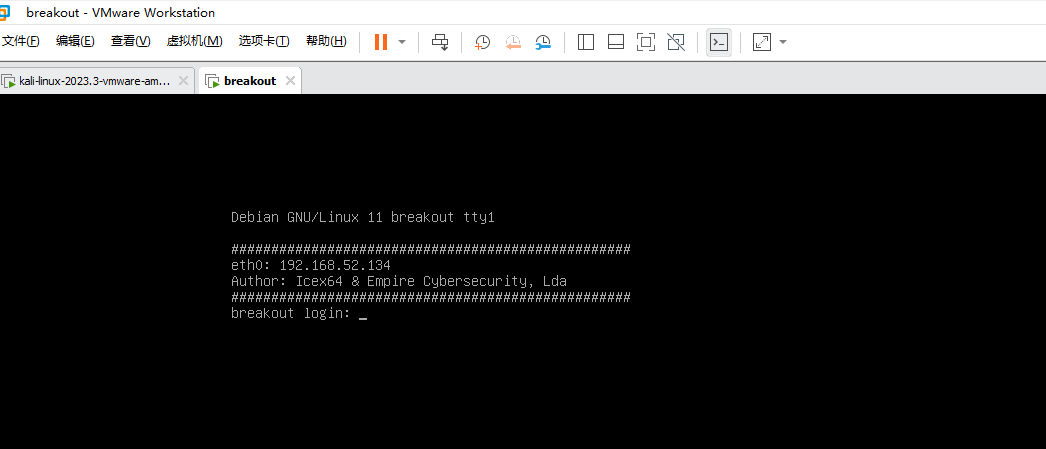 breakout - VMware Workstation
文件(F) 编辑(E) 查看(V) 虚拟机(M) 选项卡(T) 帮助(H)
kali-linux-2023.3-vmware-am... breakout
Debian GNU/Linux 11 breakout tty1
##################################################
eth0: 192.168.52.134
Author: Icex64 & Empire Cybersecurity, Lda
##################################################
breakout login: _